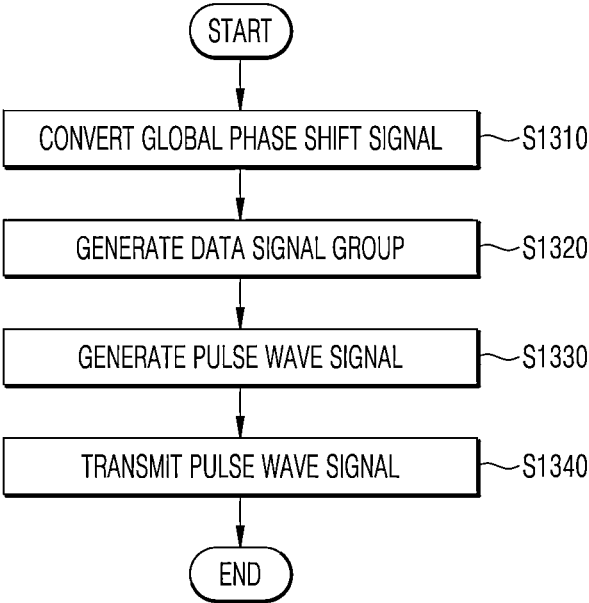 START
CONVERT GLOBAL PHASE SHIFT SIGNAL S1310
GENERATE DATA SIGNAL GROUP S1320
GENERATE PULSE WAVE SIGNAL S1330
TRANSMIT PULSE WAVE SIGNAL S1340
END